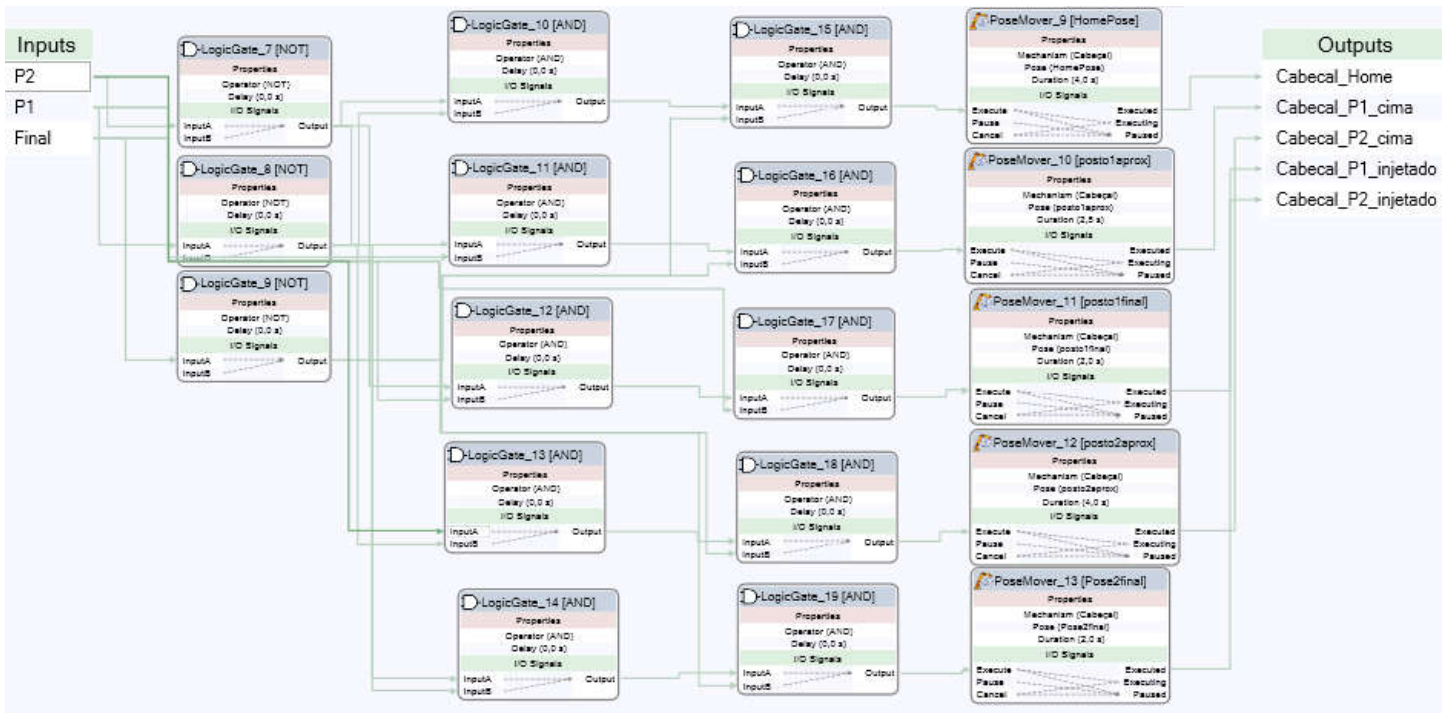 Inputs
P2
P1
Final
LogicGate_7 [NOT]
Properties
Operator (NOT)
Delay (0,0 s)
I/O Signals
InputA Output
InputB
LogicGate_8 [NOT]
Properties
Operator (NOT)
Delay (0,0 s)
I/O Signals
InputA Output
InputB
LogicGate_9 [NOT]
Properties
Operator (NOT)
Delay (0,0 s)
I/O Signals
InputA Output
InputB
LogicGate_10 [AND]
Properties
Operator (AND)
Delay (0,0 s)
I/O Signals
InputA Output
InputB
LogicGate_11 [AND]
Properties
Operator (AND)
Delay (0,0 s)
I/O Signals
InputA Output
InputB
LogicGate_12 [AND]
Properties
Operator (AND)
Delay (0,0 s)
I/O Signals
InputA Output
InputB
LogicGate_13 [AND]
Properties
Operator (AND)
Delay (0,0 s)
I/O Signals
InputA Output
InputB
LogicGate_14 [AND]
Properties
Operator (AND)
Delay (0,0 s)
I/O Signals
InputA Output
InputB
LogicGate_15 [AND]
Properties
Operator (AND)
Delay (0,0 s)
I/O Signals
InputA Output
InputB
LogicGate_16 [AND]
Properties
Operator (AND)
Delay (0,0 s)
I/O Signals
InputA Output
InputB
LogicGate_17 [AND]
Properties
Operator (AND)
Delay (0,0 s)
I/O Signals
InputA Output
InputB
LogicGate_18 [AND]
Properties
Operator (AND)
Delay (0,0 s)
I/O Signals
InputA Output
InputB
LogicGate_19 [AND]
Properties
Operator (AND)
Delay (0,0 s)
I/O Signals
InputA Output
InputB
PoseMover_9 [HomePose]
Properties
Mechanism (Cabeçal)
Pose (HomePose)
Duration (4,0 s)
I/O Signals
Execute Executed
Pause Executing
Cancel Paused
PoseMover_10 [posto1aprox]
Properties
Mechanism (Cabeçal)
Pose (posto1aprox)
Duration (2,5 s)
I/O Signals
Execute Executed
Pause Executing
Cancel Paused
PoseMover_11 [posto1final]
Properties
Mechanism (Cabeçal)
Pose (posto1final)
Duration (2,0 s)
I/O Signals
Execute Executed
Pause Executing
Cancel Paused
PoseMover_12 [posto2aprox]
Properties
Mechanism (Cabeçal)
Pose (posto2aprox)
Duration (4,0 s)
I/O Signals
Execute Executed
Pause Executing
Cancel Paused
PoseMover_13 [Pose2final]
Properties
Mechanism (Cabeçal)
Pose (Pose2final)
Duration (2,0 s)
I/O Signals
Execute Executed
Pause Executing
Cancel Paused
Outputs
Cabecal_Home
Cabecal_P1_cima
Cabecal_P2_cima
Cabecal_P1_injetado
Cabecal_P2_injetado